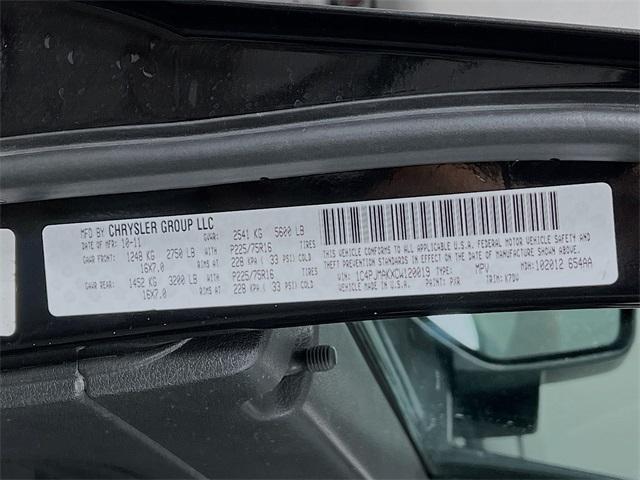 MFD BY CHRYSLER GROUP LLC
DATE OF MFR: 10-11 GVWR: 2541 KG 5600 LB
GAWR FRONT: 1248 KG 2750 LB WITH P225/75R16 TIRES
16X7.0 RIMS AT 228 KPA ( 33 PSI) COLD
GAWR REAR: 1452 KG 3200 LB WITH P225/75R16 TIRES
16X7.0 RIMS AT 228 KPA ( 33 PSI) COLD
THIS VEHICLE CONFORMS TO ALL APPLICABLE U.S.A. FEDERAL MOTOR VEHICLE SAFETY, BUMPER AND
THEFT PREVENTION STANDARDS IN EFFECT ON THE DATE OF MANUFACTURE SHOWN ABOVE.
VIN: 1C4PJMAKXCW120019 TYPE: MPV MDH: 102012 654AA
VEHICLE MADE IN U.S.A. PAINT: PXR TRIM: K7DV